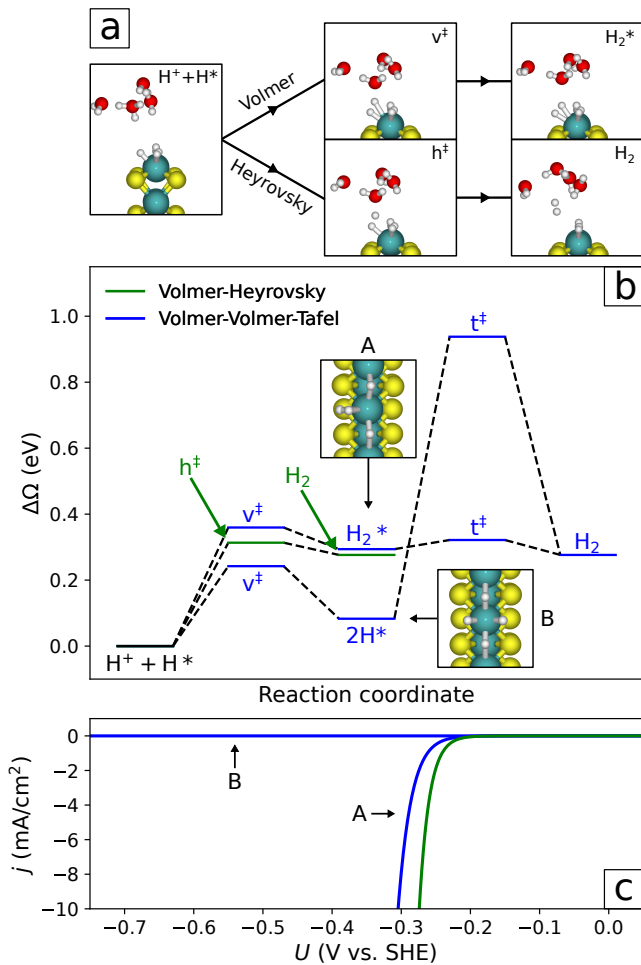 a
H⁺+H*
Volmer
Heyrovsky
v‡
H₂*
h‡
H₂
b
Volmer-Heyrovsky
Volmer-Volmer-Tafel
ΔΩ (eV)
1.0
0.8
0.6
0.4
0.2
0.0
A
t‡
h‡
v‡
H₂
H₂*
t‡
H₂
v‡
2H*
B
H⁺ + H*
Reaction coordinate
c
j (mA/cm²)
0
−2
−4
−6
−8
−10
B
A
−0.7 −0.6 −0.5 −0.4 −0.3 −0.2 −0.1 0.0
U (V vs. SHE)